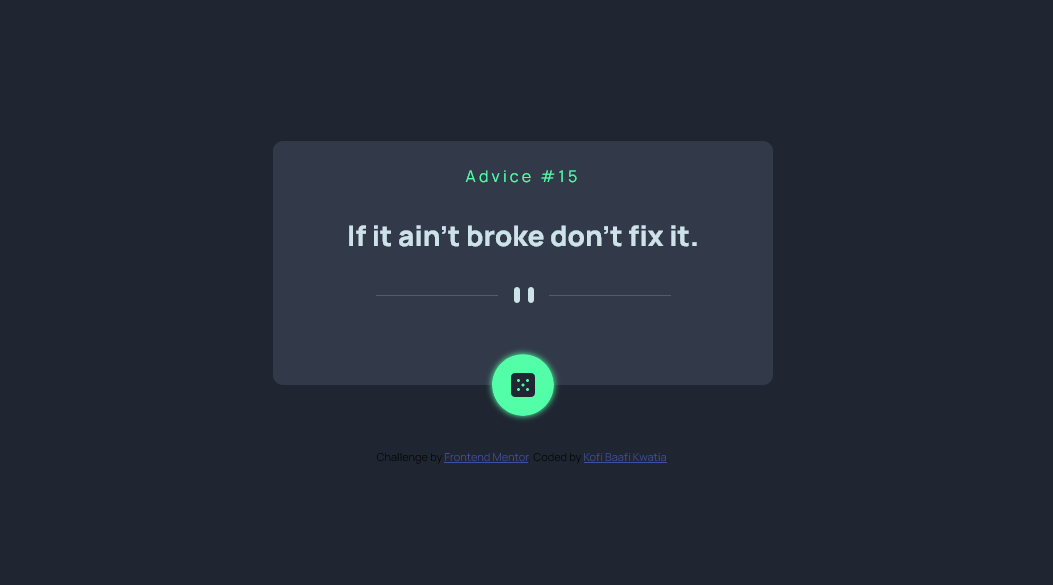 Advice #15
If it ain't broke don't fix it.
Challenge by Frontend Mentor. Coded by Kofi Baafi Kwatia.